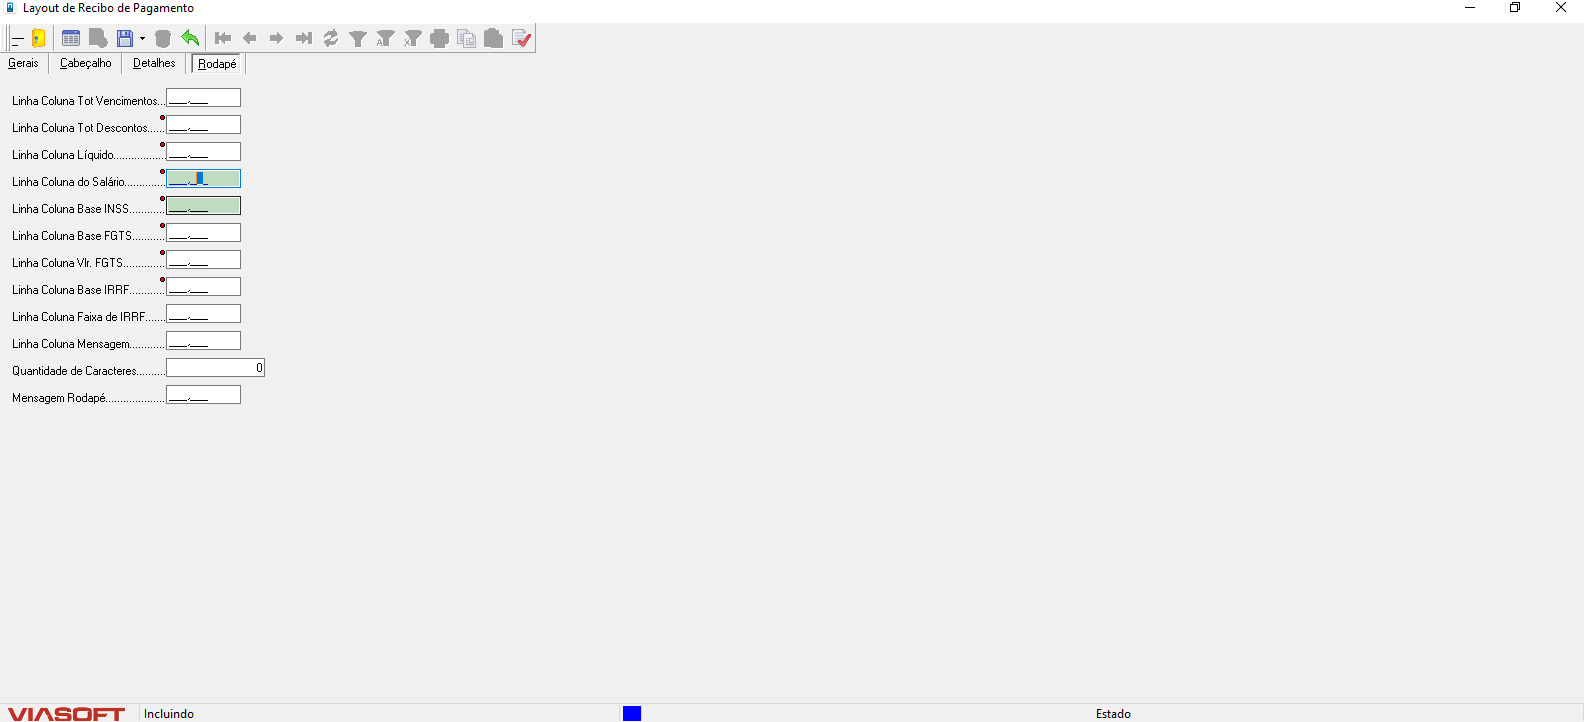 Layout de Recibo de Pagamento
Gerais Cabeçalho Detalhes Rodapé
Linha Coluna Tot Vencimentos... ___.___
Linha Coluna Tot Descontos...... ___.___
Linha Coluna Líquido.................. ___.___
Linha Coluna do Salário............. ___.___
Linha Coluna Base INSS............ ___.___
Linha Coluna Base FGTS........... ___.___
Linha Coluna Vlr. FGTS.............. ___.___
Linha Coluna Base IRRF............ ___.___
Linha Coluna Faixa de IRRF....... ___.___
Linha Coluna Mensagem............ ___.___
Quantidade de Caracteres.......... 0
Mensagem Rodapé.................... ___.___
VIASOFT Incluindo Estado